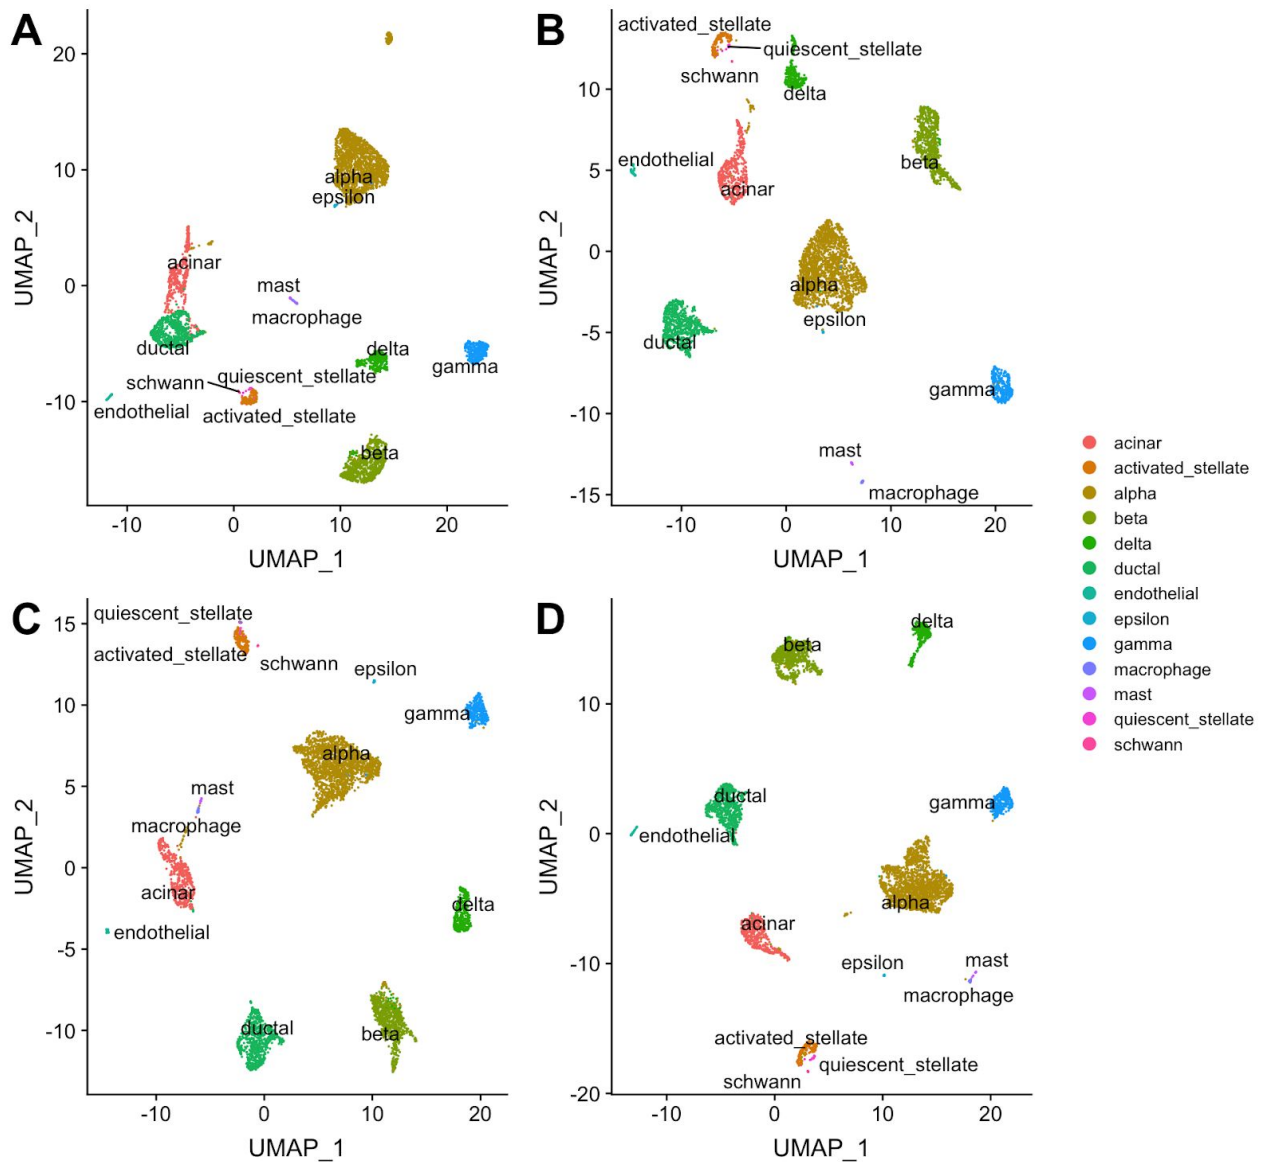 A
20
10
0
-10
UMAP_2
alpha
epsilon
acinar
mast
macrophage
ductal
delta
gamma
schwann
quiescent_stellate
endothelial
activated_stellate
beta
-10
0
10
20
UMAP_1
B
10
5
0
-5
-10
-15
UMAP_2
activated_stellate
quiescent_stellate
schwann
delta
endothelial
acinar
beta
alpha
epsilon
ductal
gamma
mast
macrophage
-10
0
10
20
UMAP_1
C
15
10
5
0
-5
-10
UMAP_2
quiescent_stellate
activated_stellate
schwann
epsilon
gamma
alpha
mast
macrophage
acinar
delta
endothelial
ductal
beta
-10
0
10
20
UMAP_1
D
10
0
-10
-20
UMAP_2
delta
beta
ductal
gamma
endothelial
alpha
acinar
epsilon
mast
macrophage
activated_stellate
quiescent_stellate
schwann
-10
0
10
20
UMAP_1
acinar
activated_stellate
alpha
beta
delta
ductal
endothelial
epsilon
gamma
macrophage
mast
quiescent_stellate
schwann